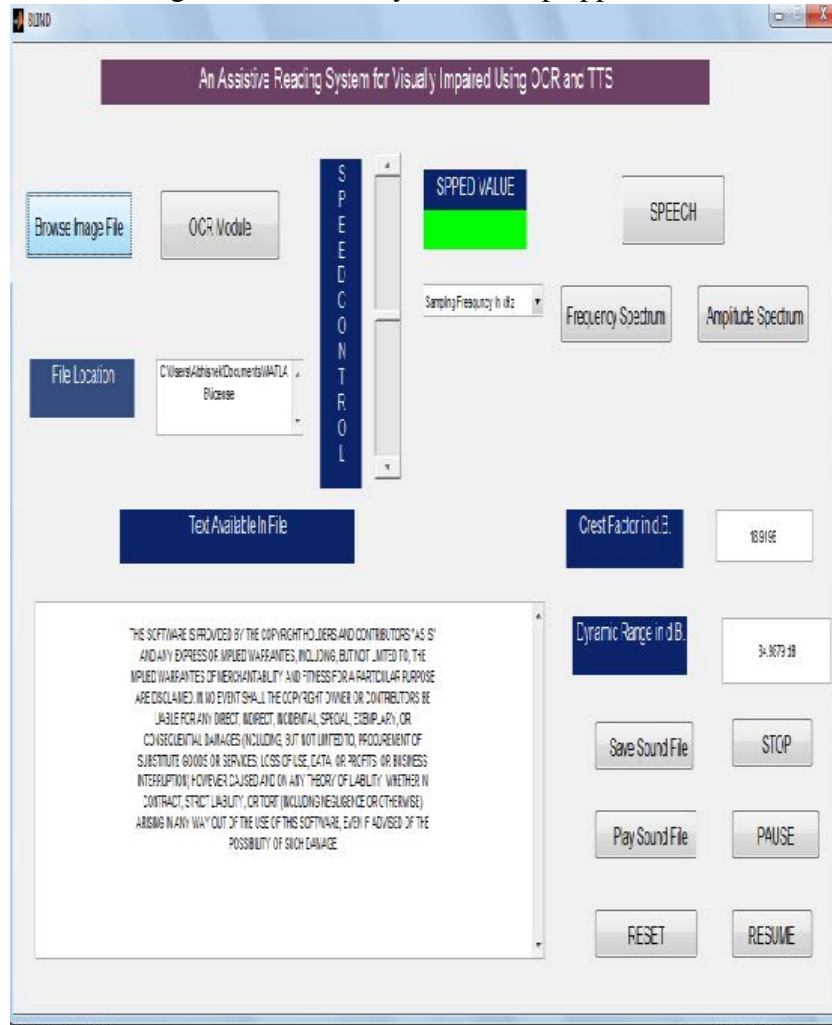 BLIND
An Assistive Reading System for Visually Impaired Using OCR and TTS
Browse Image File
OCR Module
SPEEDCONTROL
SPPED VALUE
SPEECH
Frequency Spectrum
Amplitude Spectrum
File Location
C:\Users\Abhishek\Documents\MATLA
B\license
Text Available In File
Crest Factor in d.B.
Dynamic Range in d.B.
THIS SOFTWARE IS PROVIDED BY THE COPYRIGHT HOLDERS AND CONTRIBUTORS "AS IS"
AND ANY EXPRESS OR IMPLIED WARRANTIES, INCLUDING, BUT NOT LIMITED TO, THE
IMPLIED WARRANTIES OF MERCHANTABILITY AND FITNESS FOR A PARTICULAR PURPOSE
ARE DISCLAIMED. IN NO EVENT SHALL THE COPYRIGHT OWNER OR CONTRIBUTORS BE
LIABLE FOR ANY DIRECT, INDIRECT, INCIDENTAL, SPECIAL, EXEMPLARY, OR
CONSEQUENTIAL DAMAGES (INCLUDING, BUT NOT LIMITED TO, PROCUREMENT OF
SUBSTITUTE GOODS OR SERVICES; LOSS OF USE, DATA, OR PROFITS; OR BUSINESS
INTERRUPTION) HOWEVER CAUSED AND ON ANY THEORY OF LIABILITY, WHETHER IN
CONTRACT, STRICT LIABILITY, OR TORT (INCLUDING NEGLIGENCE OR OTHERWISE)
ARISING IN ANY WAY OUT OF THE USE OF THIS SOFTWARE, EVEN IF ADVISED OF THE
POSSIBILITY OF SUCH DAMAGE.
Save Sound File
STOP
Play Sound File
PAUSE
RESET
RESUME